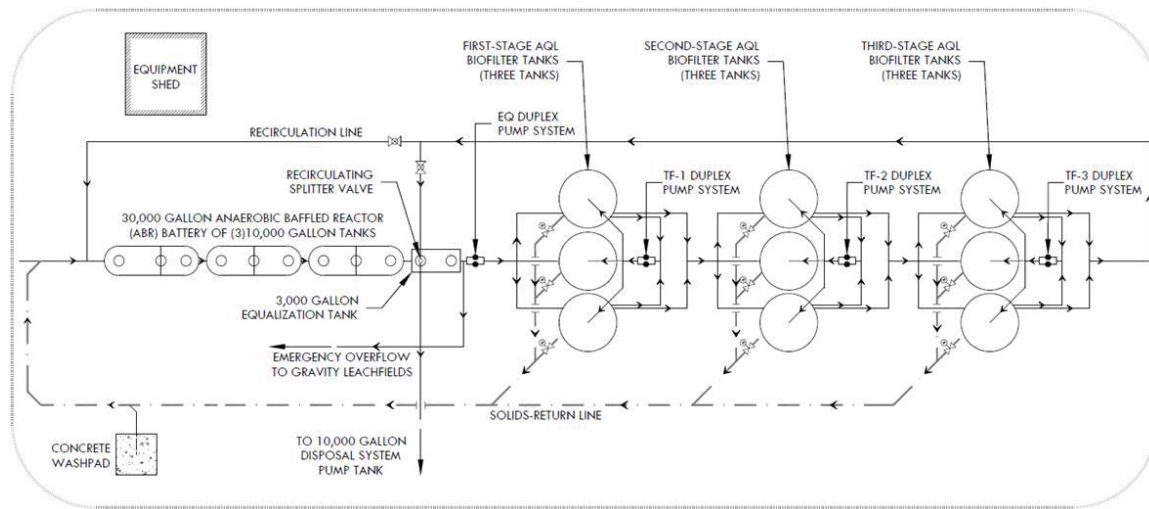 EQUIPMENT
SHED
FIRST-STAGE AQL
BIOFILTER TANKS
(THREE TANKS)
SECOND-STAGE AQL
BIOFILTER TANKS
(THREE TANKS)
THIRD-STAGE AQL
BIOFILTER TANKS
(THREE TANKS)
EQ DUPLEX
PUMP SYSTEM
RECIRCULATION LINE
RECIRCULATING
SPLITTER VALVE
TF-1 DUPLEX
PUMP SYSTEM
TF-2 DUPLEX
PUMP SYSTEM
TF-3 DUPLEX
PUMP SYSTEM
30,000 GALLON ANAEROBIC BAFFLED REACTOR
(ABR) BATTERY OF (3)10,000 GALLON TANKS
3,000 GALLON
EQUALIZATION TANK
EMERGENCY OVERFLOW
TO GRAVITY LEACHFIELDS
SOLIDS-RETURN LINE
CONCRETE
WASHPAD
TO 10,000 GALLON
DISPOSAL SYSTEM
PUMP TANK